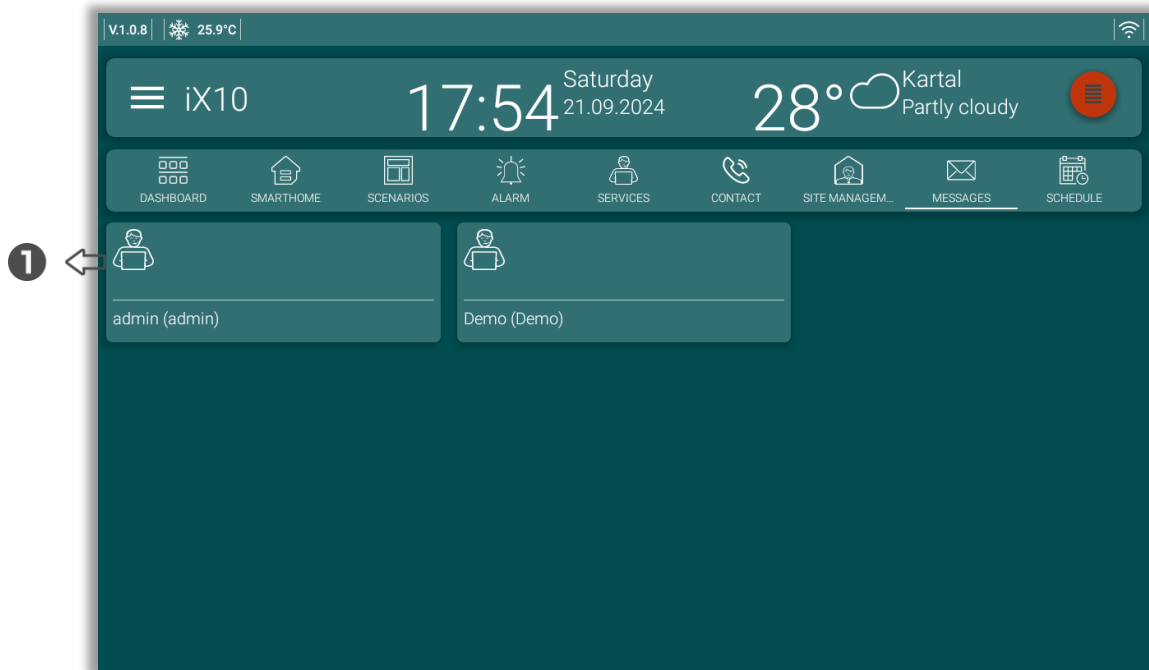 V.1.0.8 25.9°C
iX10 17:54 Saturday 21.09.2024 28° Kartal Partly cloudy
DASHBOARD SMARTHOME SCENARIOS ALARM SERVICES CONTACT SITE MANAGEM... MESSAGES SCHEDULE
1
admin (admin) Demo (Demo)